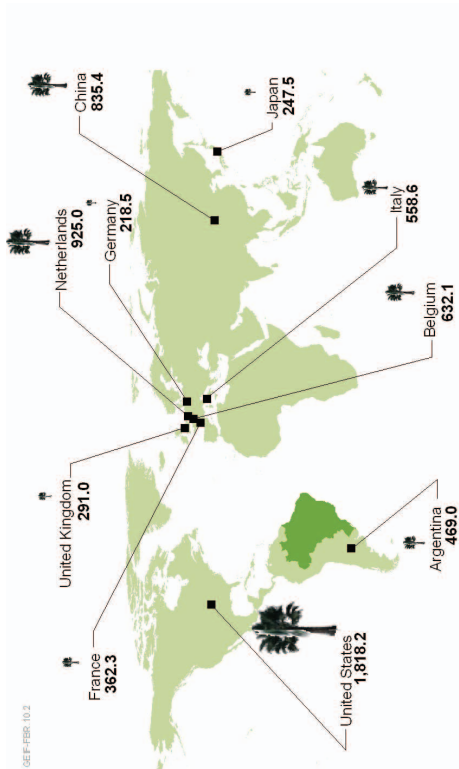 GEIF-FBR.10.2
United Kingdom
291.0
France
362.3
Netherlands
925.0
Germany
218.5
China
835.4
Japan
247.5
Italy
558.6
Belgium
632.1
Argentina
469.0
United States
1,818.2